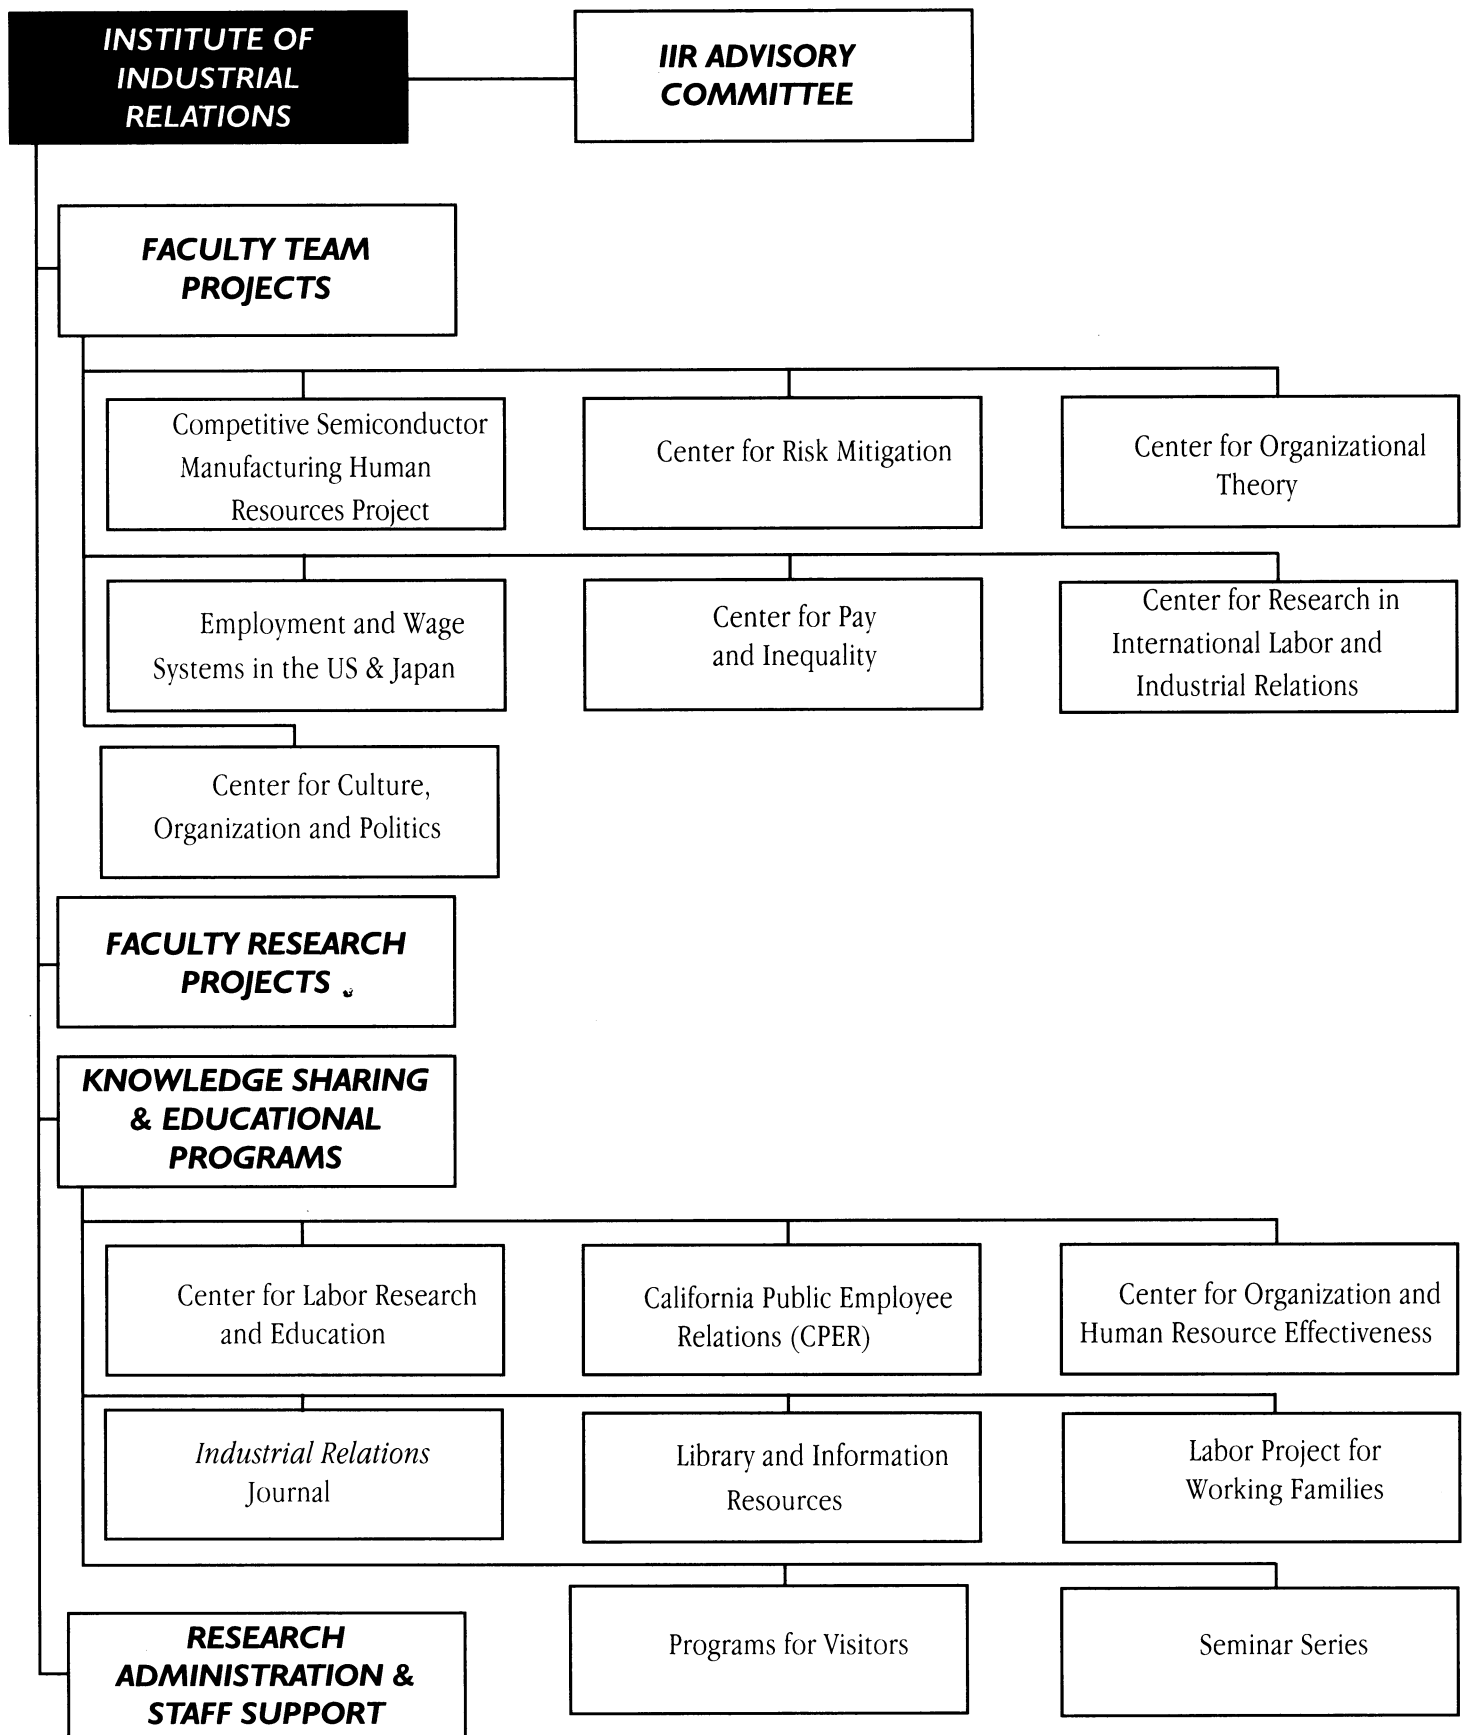 INSTITUTE OF
INDUSTRIAL
RELATIONS
IIR ADVISORY
COMMITTEE
FACULTY TEAM
PROJECTS
Competitive Semiconductor
Manufacturing Human
Resources Project
Center for Risk Mitigation
Center for Organizational
Theory
Employment and Wage
Systems in the US & Japan
Center for Pay
and Inequality
Center for Research in
International Labor and
Industrial Relations
Center for Culture,
Organization and Politics
FACULTY RESEARCH
PROJECTS
KNOWLEDGE SHARING
& EDUCATIONAL
PROGRAMS
Center for Labor Research
and Education
California Public Employee
Relations (CPER)
Center for Organization and
Human Resource Effectiveness
Industrial Relations
Journal
Library and Information
Resources
Labor Project for
Working Families
Programs for Visitors
Seminar Series
RESEARCH
ADMINISTRATION &
STAFF SUPPORT